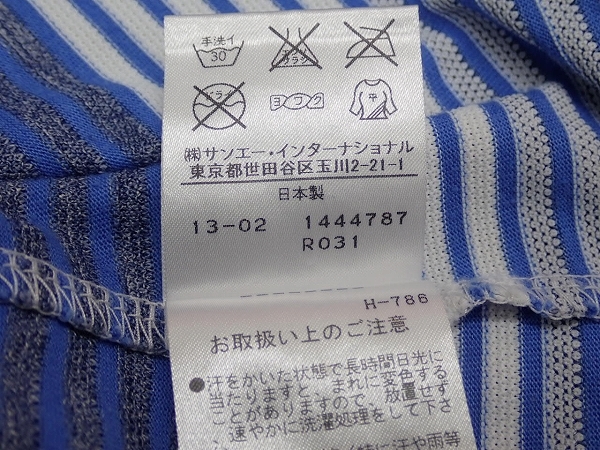 手洗イ
30
ドライ
ヨワク
㈱サンエー・インターナショナル
東京都世田谷区玉川2-21-1
日本製
13-02 1444787
R031
H-786
お取扱い上のご注意
●汗をかいた状態で長時間日光に
当たりますと、まれに変色する
ことがありますので、放置せず
速やかに洗濯処理をして下さ